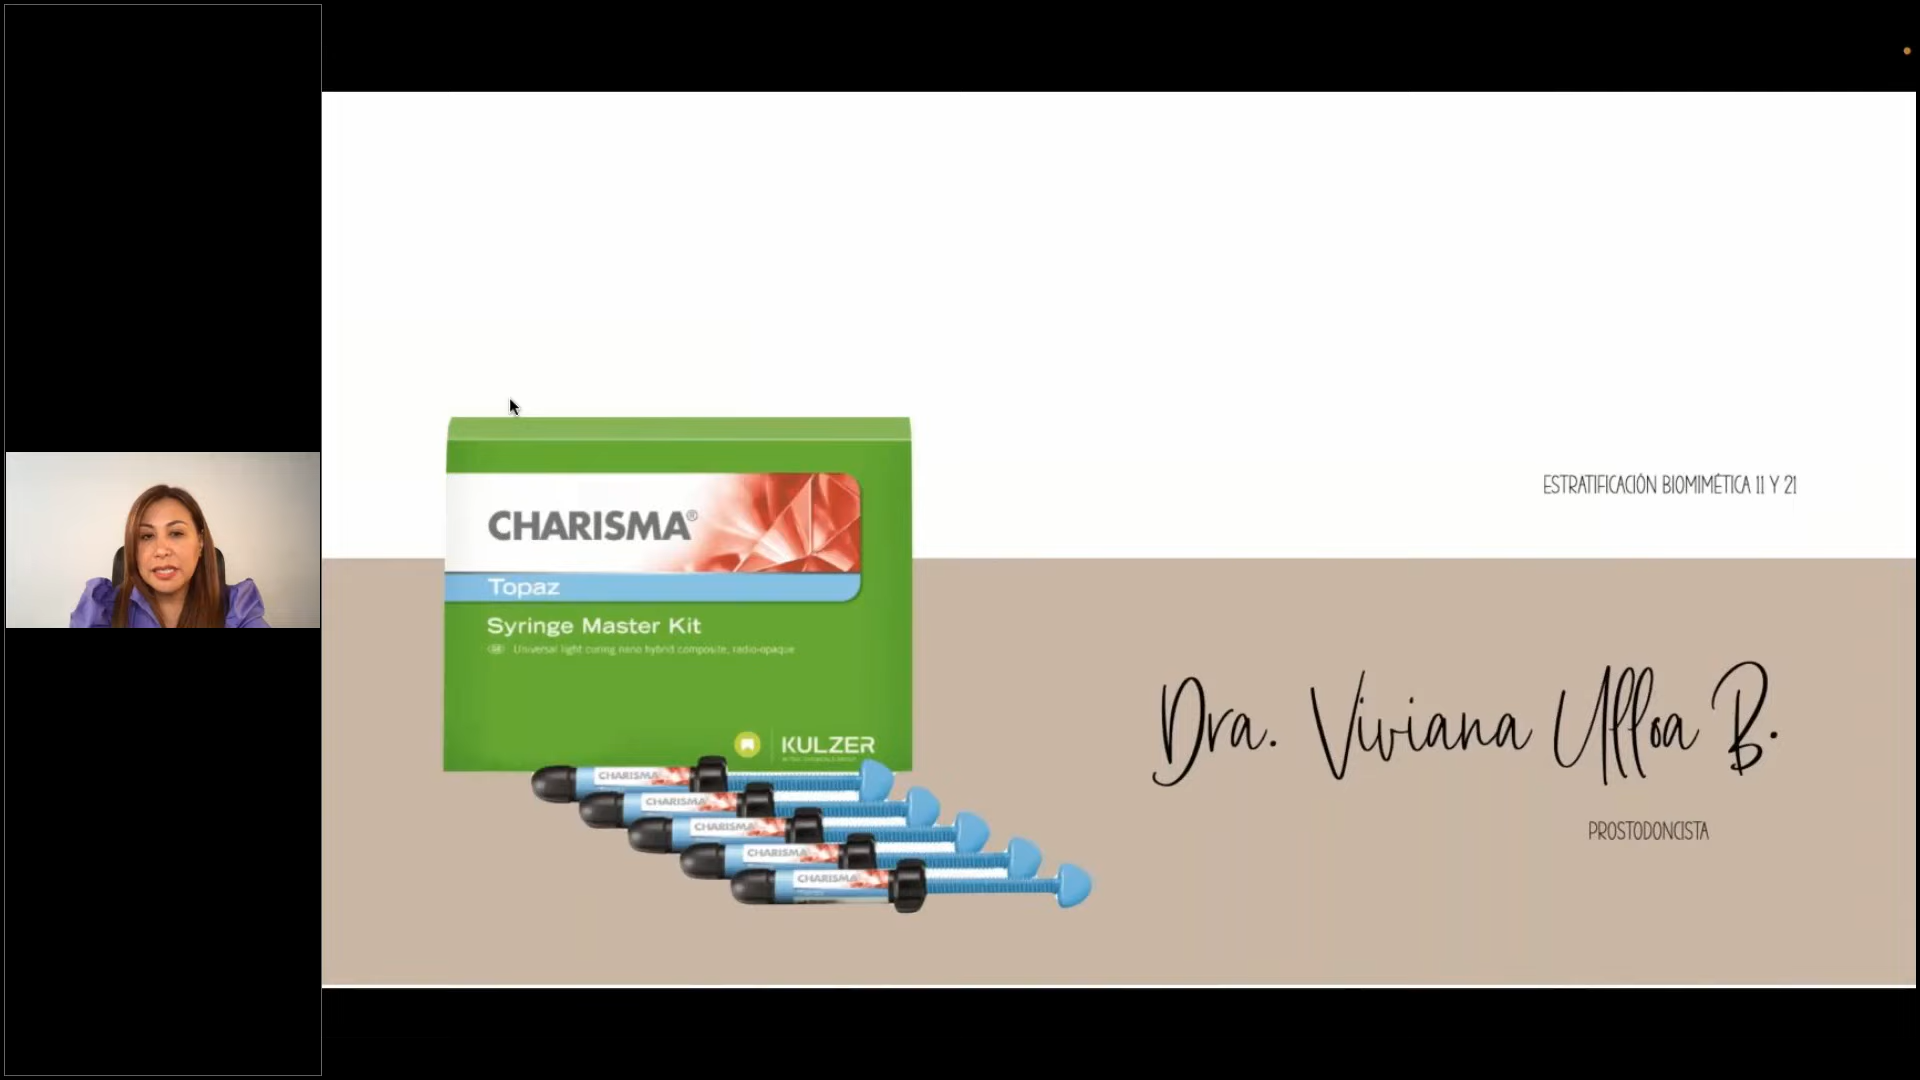 CHARISMA®
Topaz
Syringe Master Kit
Universal light curing nano hybrid composite, radio-opaque
KULZER
CHARISMA
CHARISMA
CHARISMA
CHARISMA
CHARISMA
ESTRATIFICACIÓN BIOMIMÉTICA 11 Y 21
Dra. Viviana Ulloa B.
PROSTODONCISTA